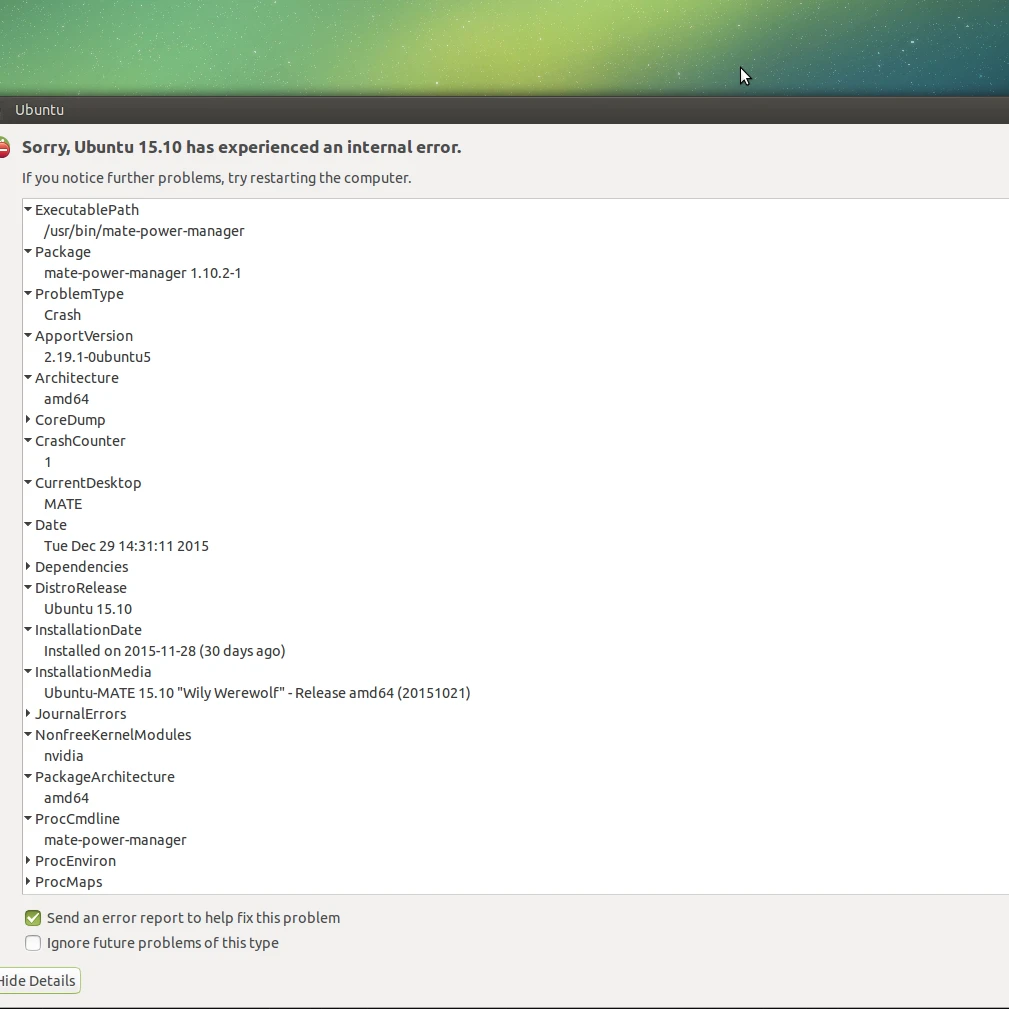 Ubuntu
Sorry, Ubuntu 15.10 has experienced an internal error.
If you notice further problems, try restarting the computer.
ExecutablePath
/usr/bin/mate-power-manager
Package
mate-power-manager 1.10.2-1
ProblemType
Crash
ApportVersion
2.19.1-0ubuntu5
Architecture
amd64
CoreDump
CrashCounter
1
CurrentDesktop
MATE
Date
Tue Dec 29 14:31:11 2015
Dependencies
DistroRelease
Ubuntu 15.10
InstallationDate
Installed on 2015-11-28 (30 days ago)
InstallationMedia
Ubuntu-MATE 15.10 "Wily Werewolf" - Release amd64 (20151021)
JournalErrors
NonfreeKernelModules
nvidia
PackageArchitecture
amd64
ProcCmdline
mate-power-manager
ProcEnviron
ProcMaps
Send an error report to help fix this problem
Ignore future problems of this type
Hide Details